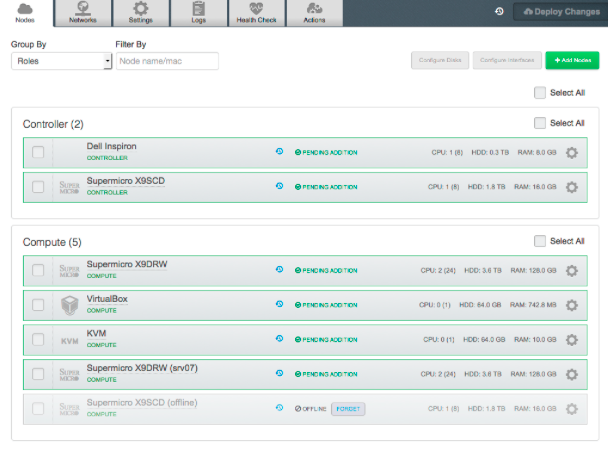 Nodes
Networks
Settings
Logs
Health Check
Actions
Deploy Changes
Group By
Filter By
Roles
Node name/mac
Configure Disks
Configure Interfaces
+ Add Nodes
Select All
Controller (2)
Select All
Dell Inspiron
CONTROLLER
PENDING ADDITION
CPU: 1 (8) HDD: 0.3 TB RAM: 8.0 GB
SUPERMICRO
Supermicro X9SCD
CONTROLLER
PENDING ADDITION
CPU: 1 (8) HDD: 1.8 TB RAM: 16.0 GB
Compute (5)
Select All
SUPERMICRO
Supermicro X9DRW
COMPUTE
PENDING ADDITION
CPU: 2 (24) HDD: 3.6 TB RAM: 128.0 GB
VirtualBox
COMPUTE
PENDING ADDITION
CPU: 0 (1) HDD: 64.0 GB RAM: 742.8 MB
KVM
KVM
COMPUTE
PENDING ADDITION
CPU: 0 (1) HDD: 64.0 GB RAM: 10.0 GB
SUPERMICRO
Supermicro X9DRW (srv07)
COMPUTE
PENDING ADDITION
CPU: 2 (24) HDD: 3.6 TB RAM: 128.0 GB
SUPERMICRO
Supermicro X9SCD (offline)
COMPUTE
OFFLINE
FORGET
CPU: 1 (8) HDD: 1.8 TB RAM: 16.0 GB